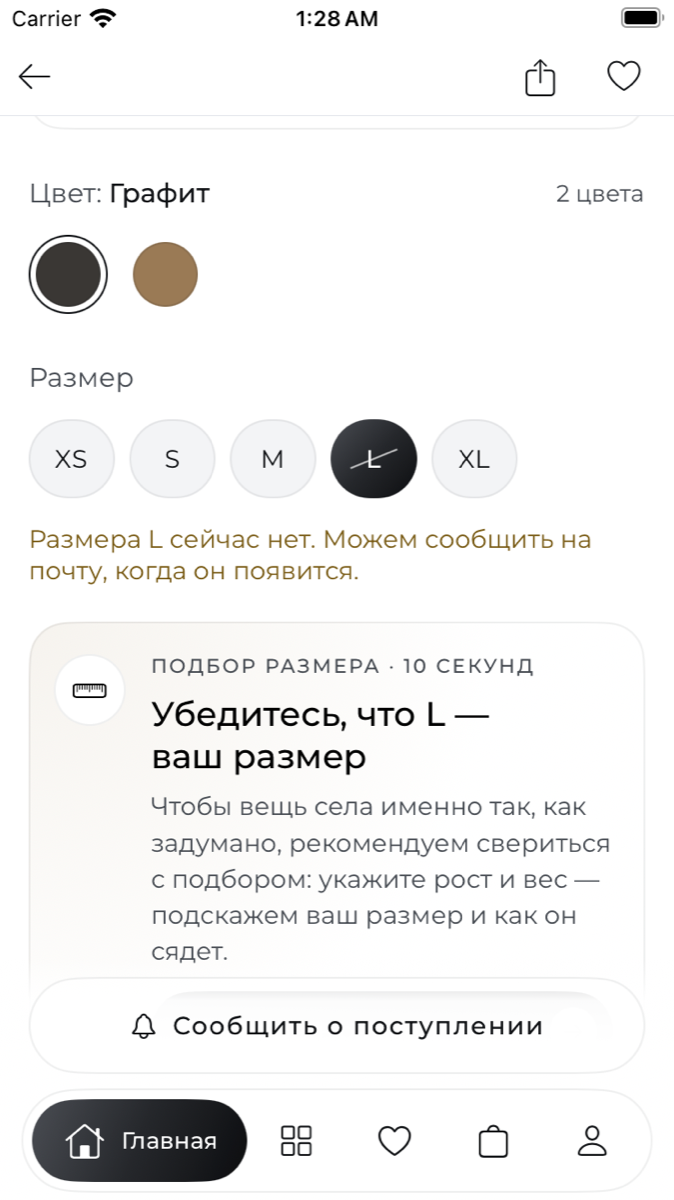 Carrier 1:28 AM
Цвет: Графит 2 цвета
Размер
XS S M L XL
Размера L сейчас нет. Можем сообщить на
почту, когда он появится.
ПОДБОР РАЗМЕРА · 10 СЕКУНД
Убедитесь, что L —
ваш размер
Чтобы вещь села именно так, как
задумано, рекомендуем свериться
с подбором: укажите рост и вес —
подскажем ваш размер и как он
сядет.
Сообщить о поступлении
Главная